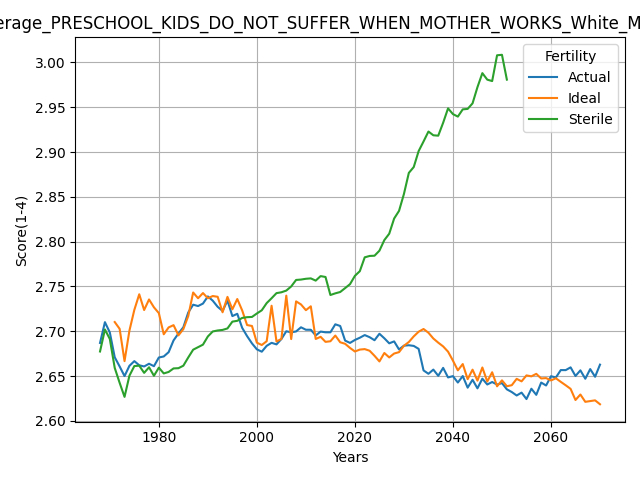 erage_PRESCHOOL_KIDS_DO_NOT_SUFFER_WHEN_MOTHER_WORKS_White_M
Score(1-4)
3.00
2.95
2.90
2.85
2.80
2.75
2.70
2.65
2.60
Fertility
Actual
Ideal
Sterile
1980
2000
2020
2040
2060
Years